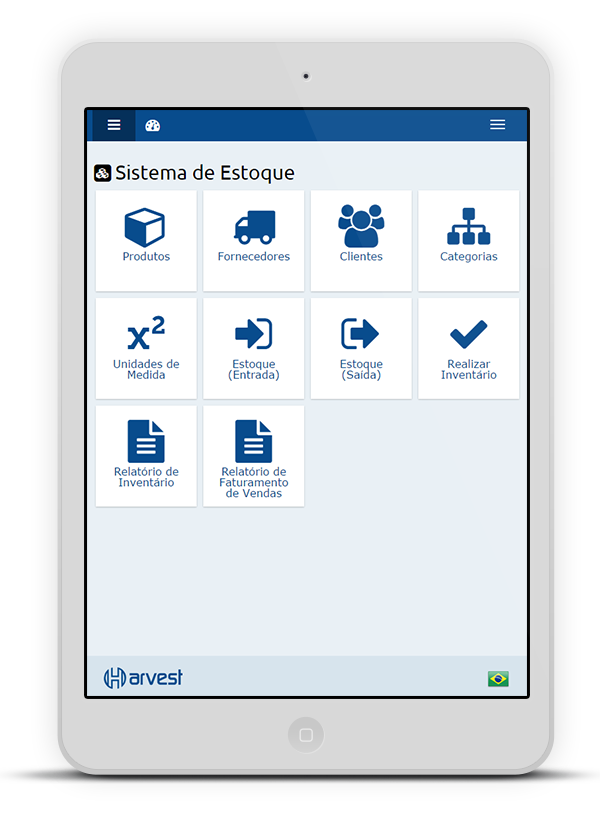 Sistema de Estoque
Produtos
Fornecedores
Clientes
Categorias
x²
Unidades de
Medida
Estoque
(Entrada)
Estoque
(Saída)
Realizar
Inventário
Relatório de
Inventário
Relatório de
Faturamento
de Vendas
Harvest